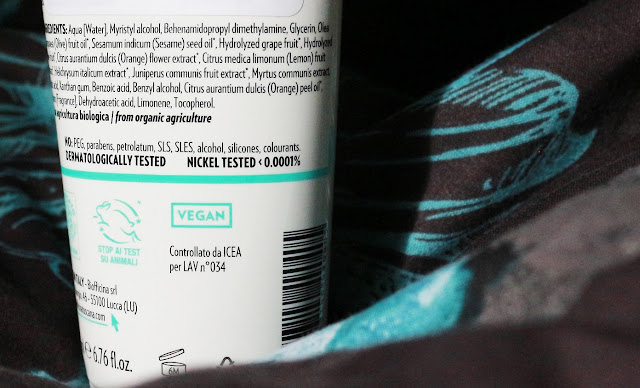 INGREDIENTS: Aqua [Water], Myristyl alcohol, Behenamidopropyl dimethylamine, Glycerin, Olea
(Olive) fruit oil*, Sesamum indicum (Sesame) seed oil*, Hydrolyzed grape fruit*, Hydrolyzed
Citrus aurantium dulcis (Orange) flower extract*, Citrus medica limonum (Lemon) fruit
Helichrysum italicum extract*, Juniperus communis fruit extract*, Myrtus communis extract
Xanthan gum, Benzoic acid, Benzyl alcohol, Citrus aurantium dulcis (Orange) peel oil*,
Fragrance], Dehydroacetic acid, Limonene, Tocopherol.
agricoltura biologica / from organic agriculture
NO: PEG, parabens, petrolatum, SLS, SLES, alcohol, silicones, colourants.
DERMATOLOGICALLY TESTED NICKEL TESTED < 0.0001%
VEGAN
STOP AI TEST
SU ANIMALI
Controllato da ICEA
per LAV n°034
- Biofficina srl
46 - 55100 Lucca (LU)
e 6.76 fl.oz.
6M